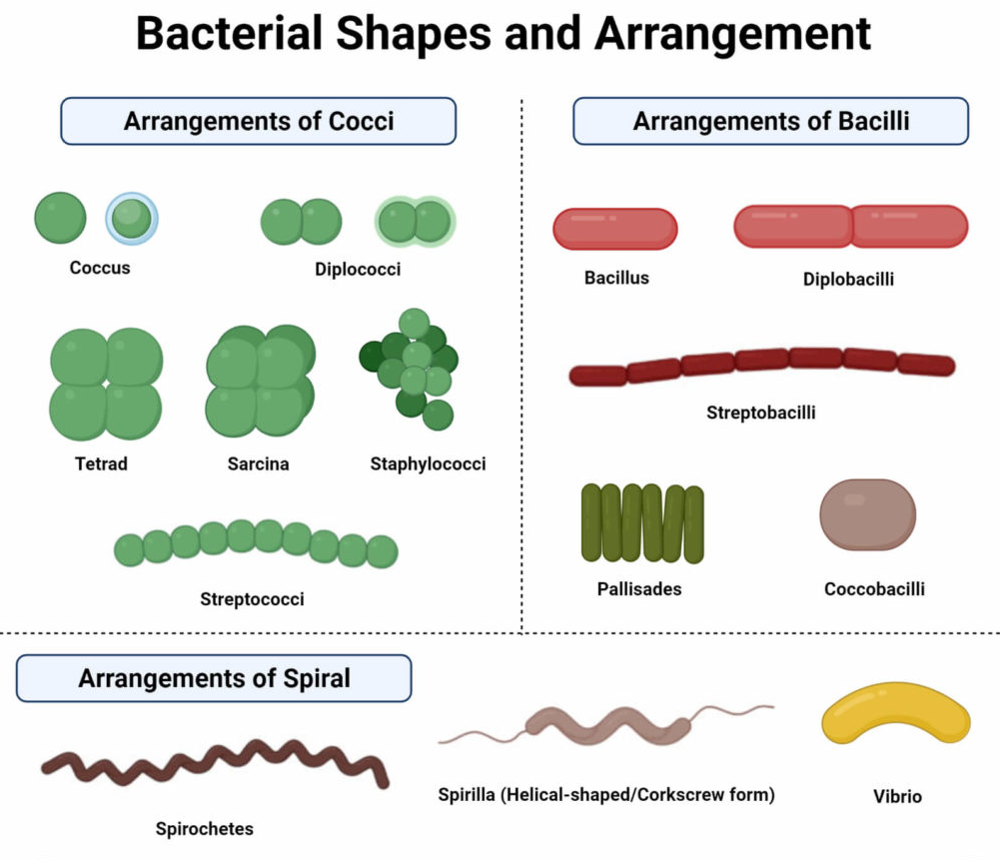 Bacterial Shapes and Arrangement
Arrangements of Cocci
Coccus
Diplococci
Tetrad
Sarcina
Staphylococci
Streptococci
Arrangements of Bacilli
Bacillus
Diplobacilli
Streptobacilli
Pallisades
Coccobacilli
Arrangements of Spiral
Spirochetes
Spirilla (Helical-shaped/Corkscrew form)
Vibrio